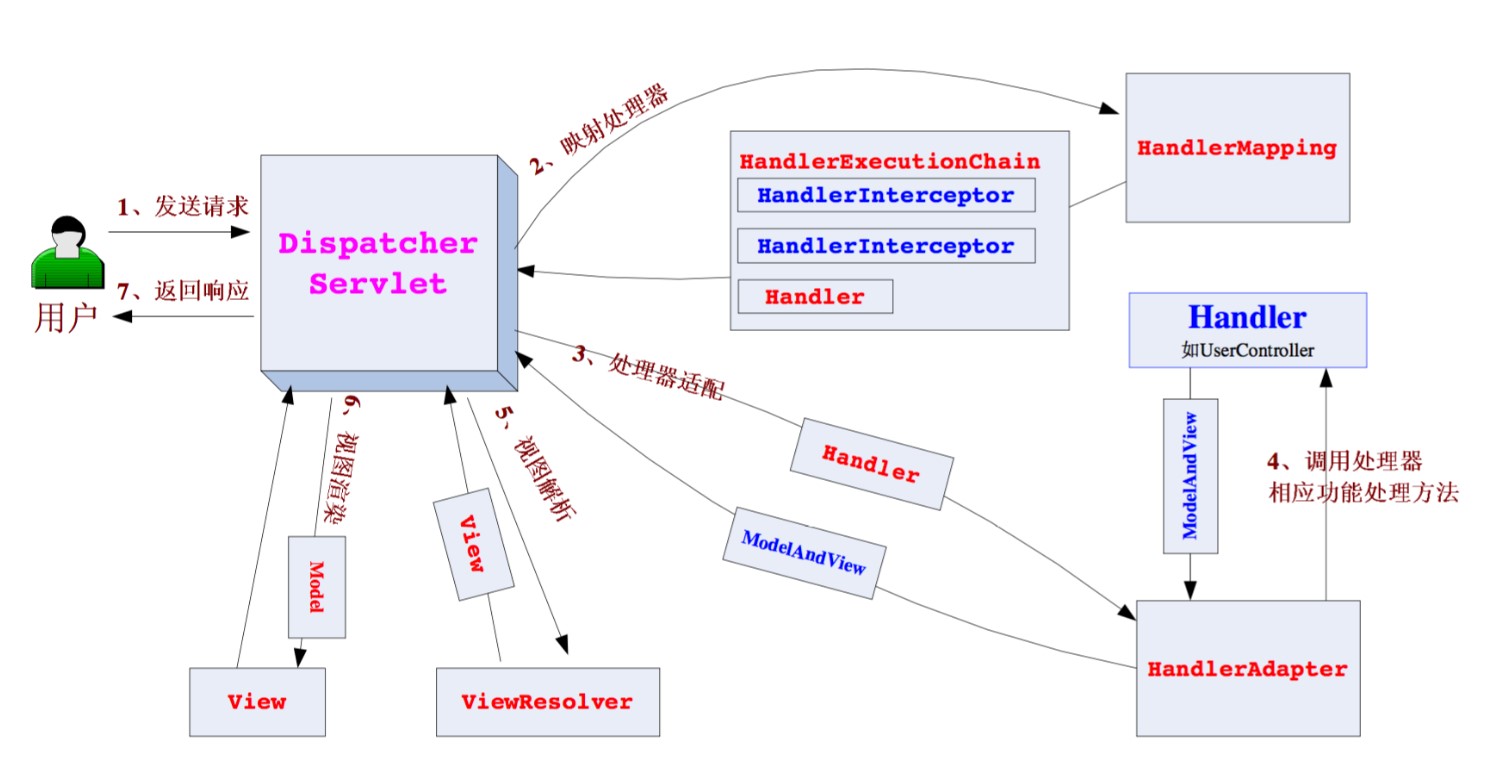 1、发送请求
7、返回响应
用户
Dispatcher
Servlet
2、映射处理器
HandlerExecutionChain
HandlerInterceptor
HandlerInterceptor
Handler
HandlerMapping
3、处理器适配
Handler
ModelAndView
Handler
如UserController
ModelAndView
4、调用处理器
相应功能处理方法
HandlerAdapter
5、视图解析
View
ViewResolver
6、视图渲染
Model
View